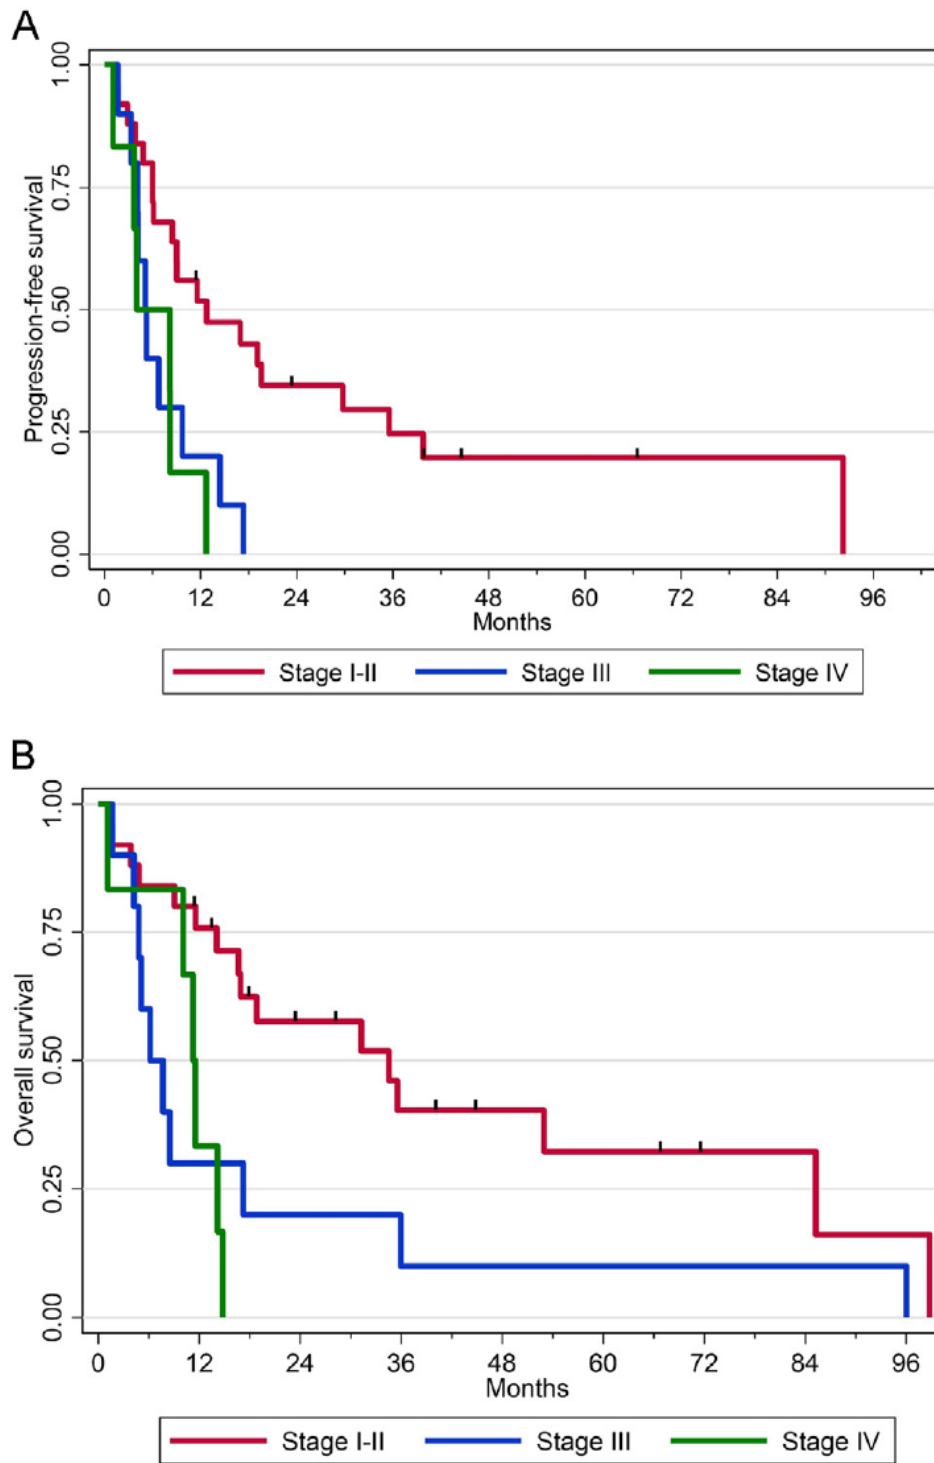 A
Progression-free survival
1.00
0.75
0.50
0.25
0.00
0 12 24 36 48 60 72 84 96
Months
Stage I-II Stage III Stage IV
B
Overall survival
1.00
0.75
0.50
0.25
0.00
0 12 24 36 48 60 72 84 96
Months
Stage I-II Stage III Stage IV